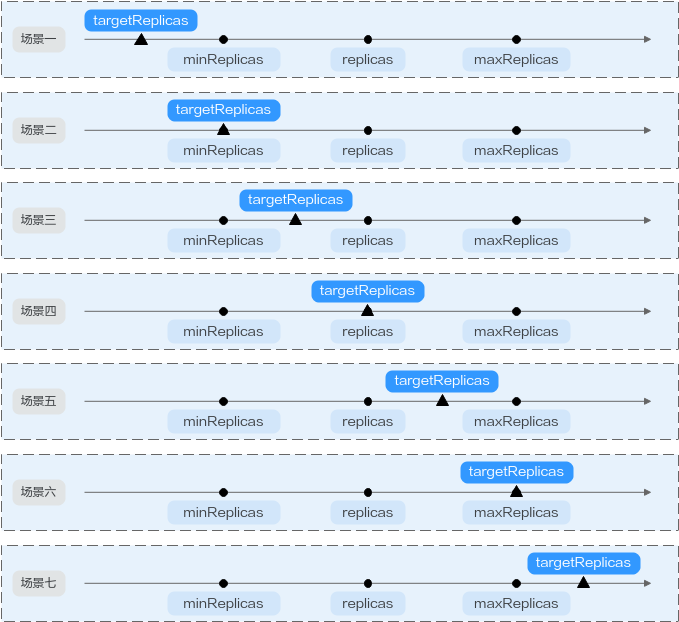 targetReplicas
场景一
minReplicas replicas maxReplicas
targetReplicas
场景二
minReplicas replicas maxReplicas
targetReplicas
场景三
minReplicas replicas maxReplicas
targetReplicas
场景四
minReplicas replicas maxReplicas
targetReplicas
场景五
minReplicas replicas maxReplicas
targetReplicas
场景六
minReplicas replicas maxReplicas
targetReplicas
场景七
minReplicas replicas maxReplicas